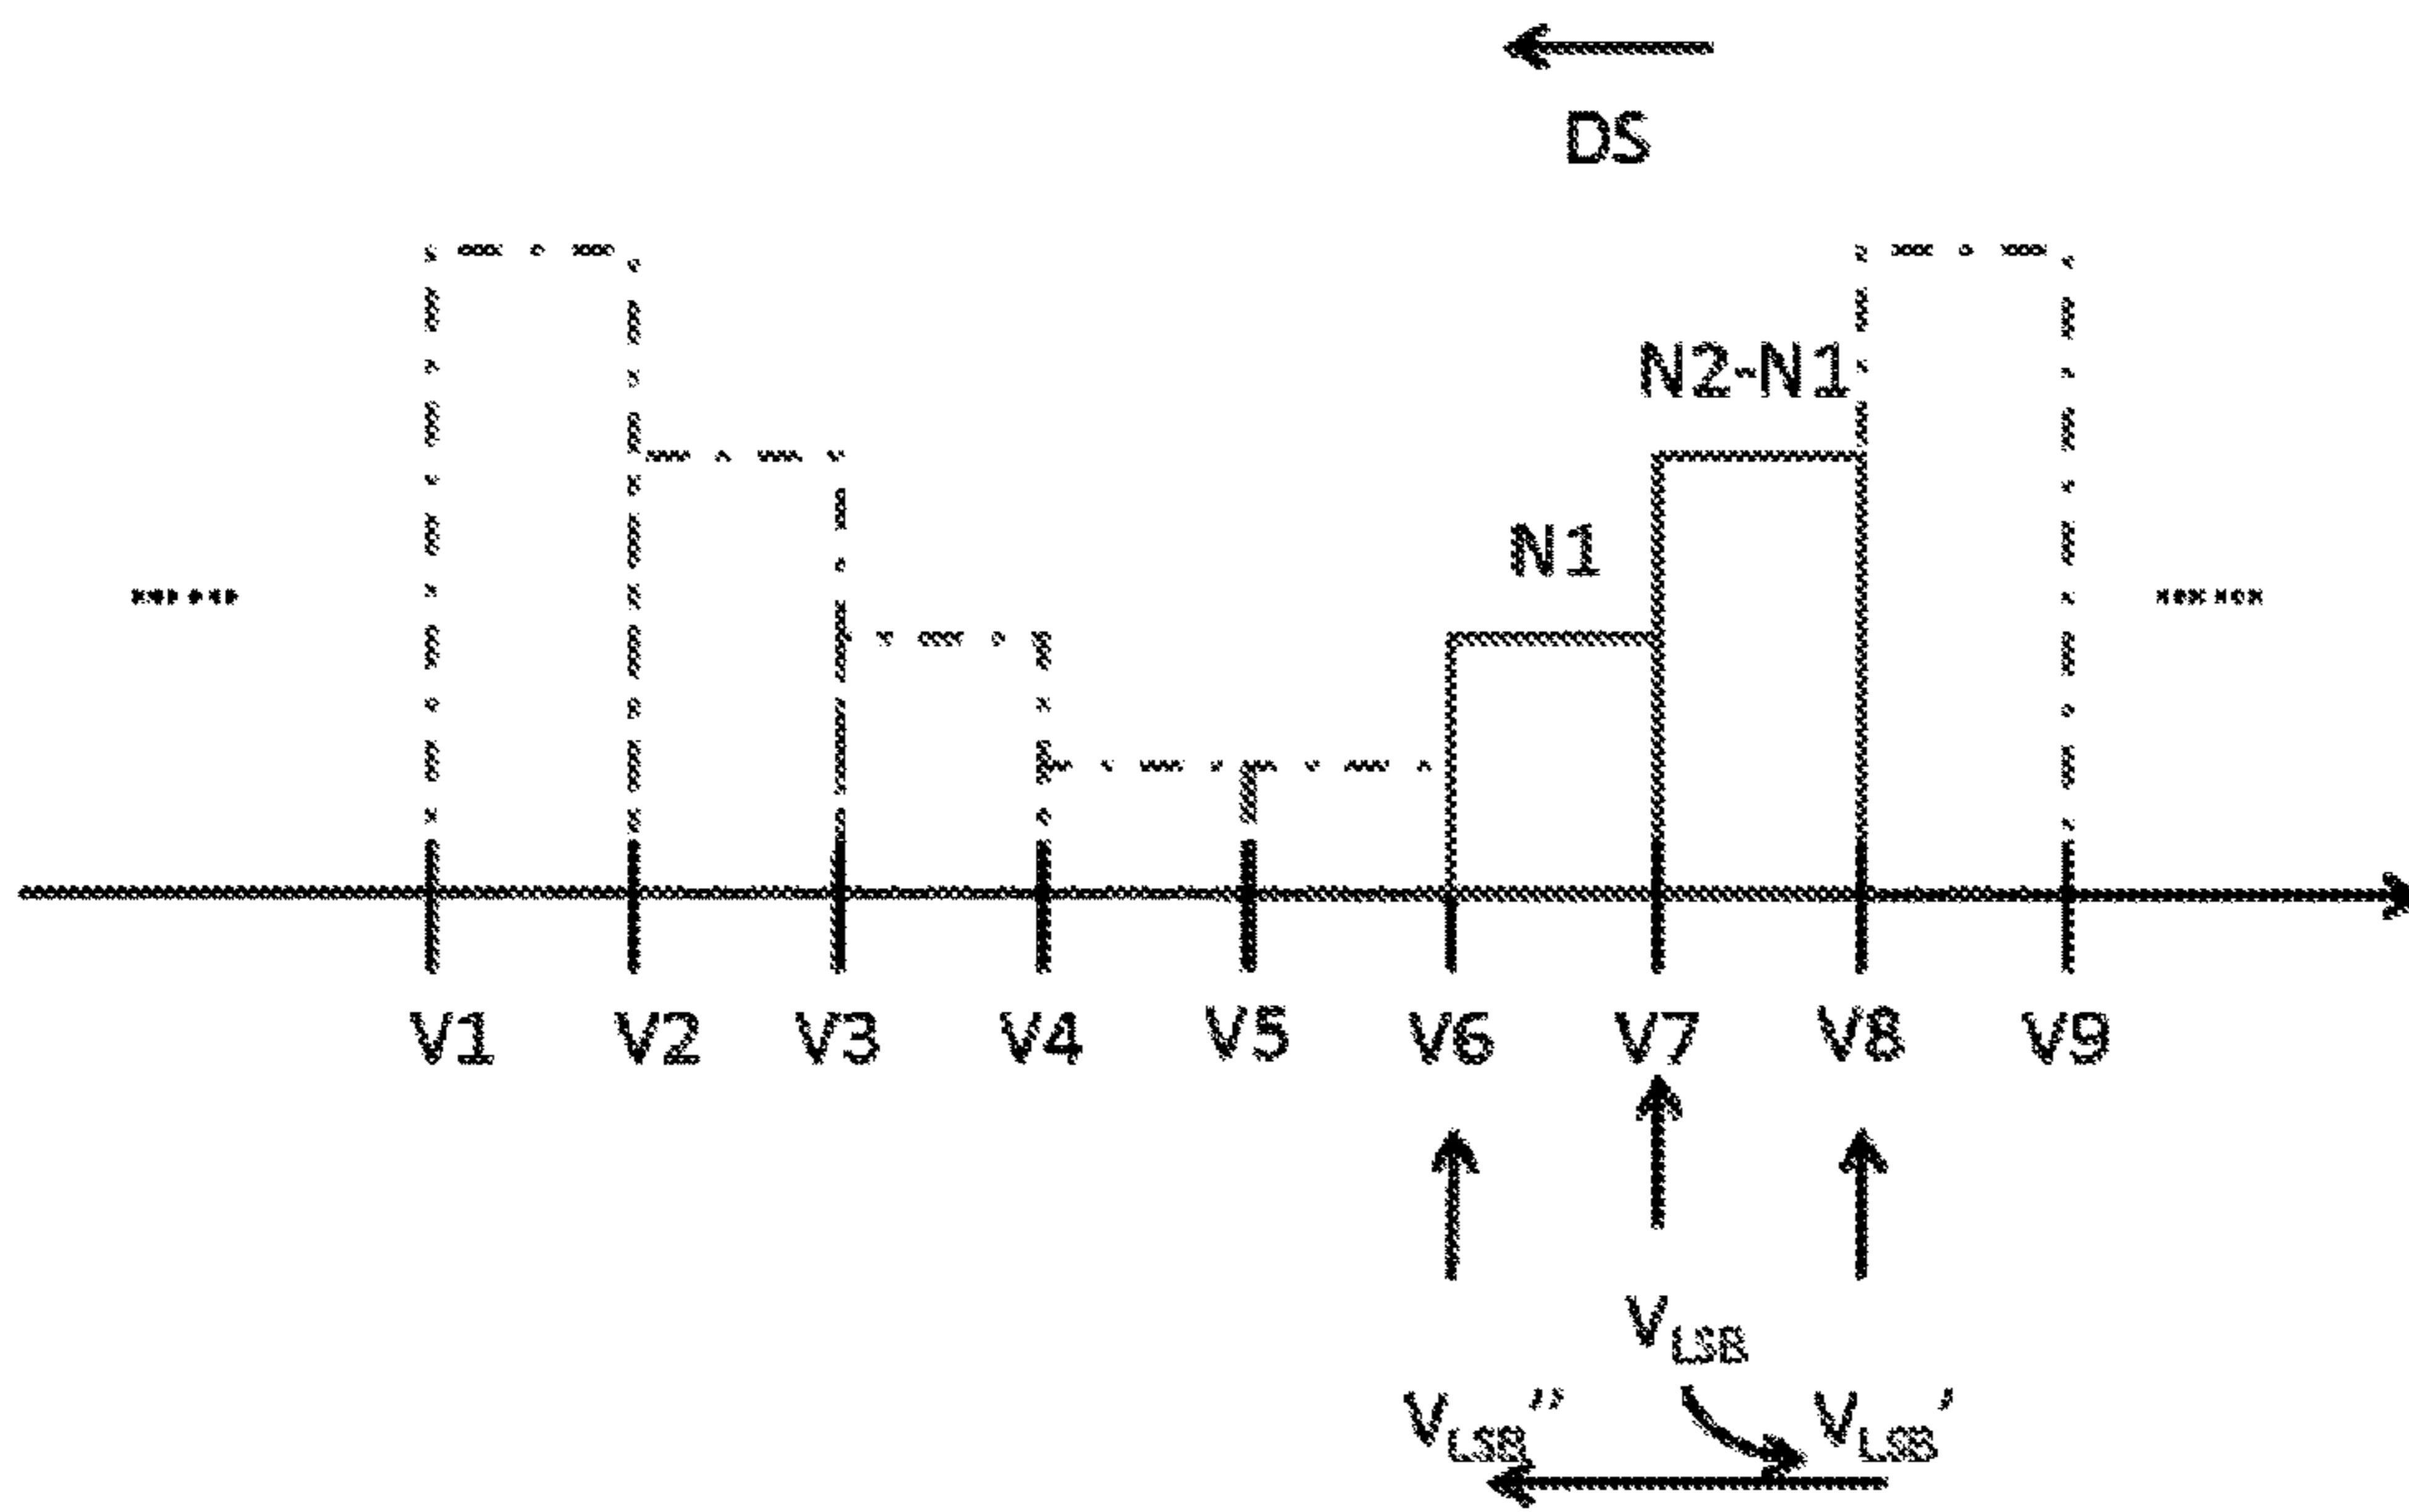 DS
N2-N1
N1
V1 V2 V3 V4 V5 V6 V7 V8 V9
V_LSB
V_LSB'' V_LSB'